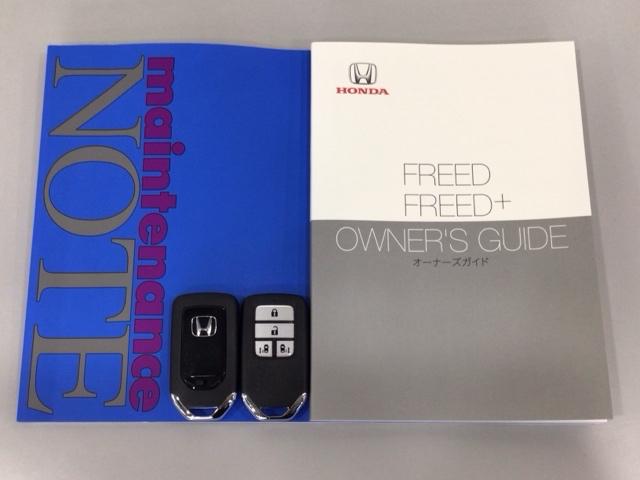 maintenance
NOTE
HONDA
FREED
FREED+
OWNER'S GUIDE
オーナーズガイド